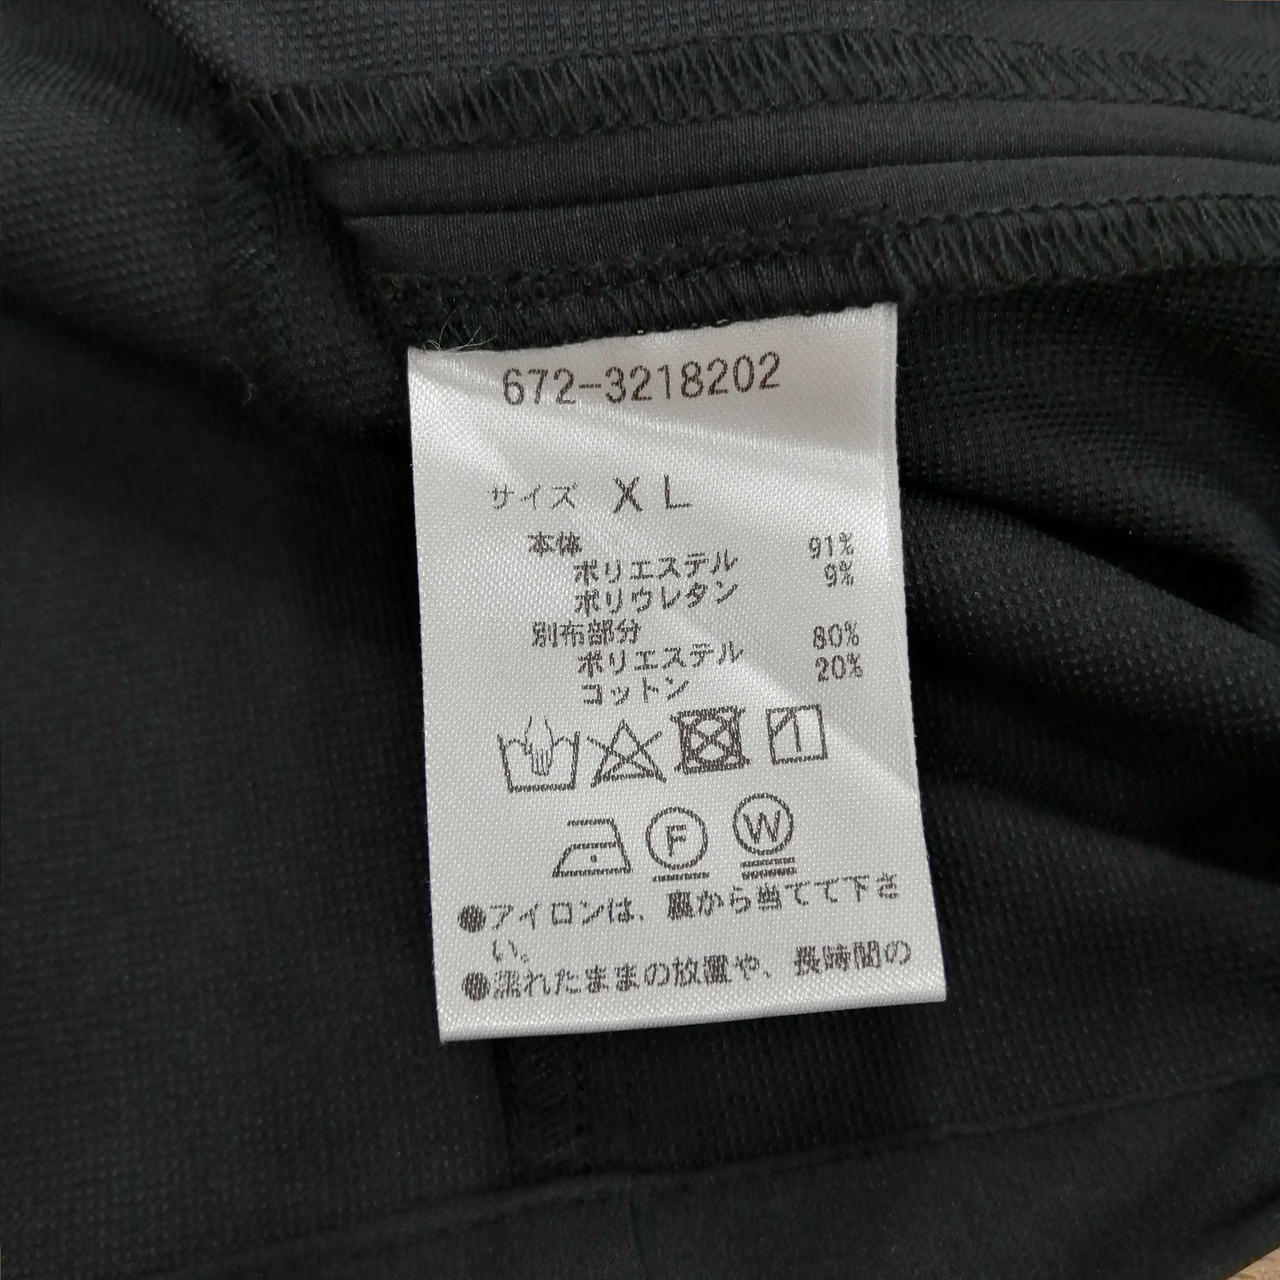 672-3218202
サイズ XL
本体
ポリエステル 91%
ポリウレタン 9%
別布部分
ポリエステル 80%
コットン 20%
F W
●アイロンは、裏から当てて下さ
い。
●濡れたままの放置や、長時間の